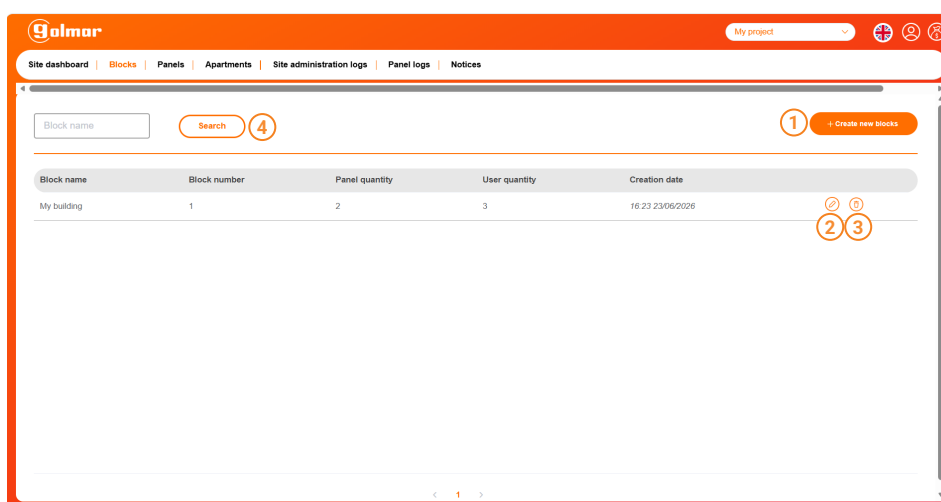 golmar
My project
Site dashboard | Blocks | Panels | Apartments | Site administration logs | Panel logs | Notices
Block name Search 4 1 + Create new blocks
Block name Block number Panel quantity User quantity Creation date
My building 1 2 3 16:23 23/06/2026
2 3
< 1 >